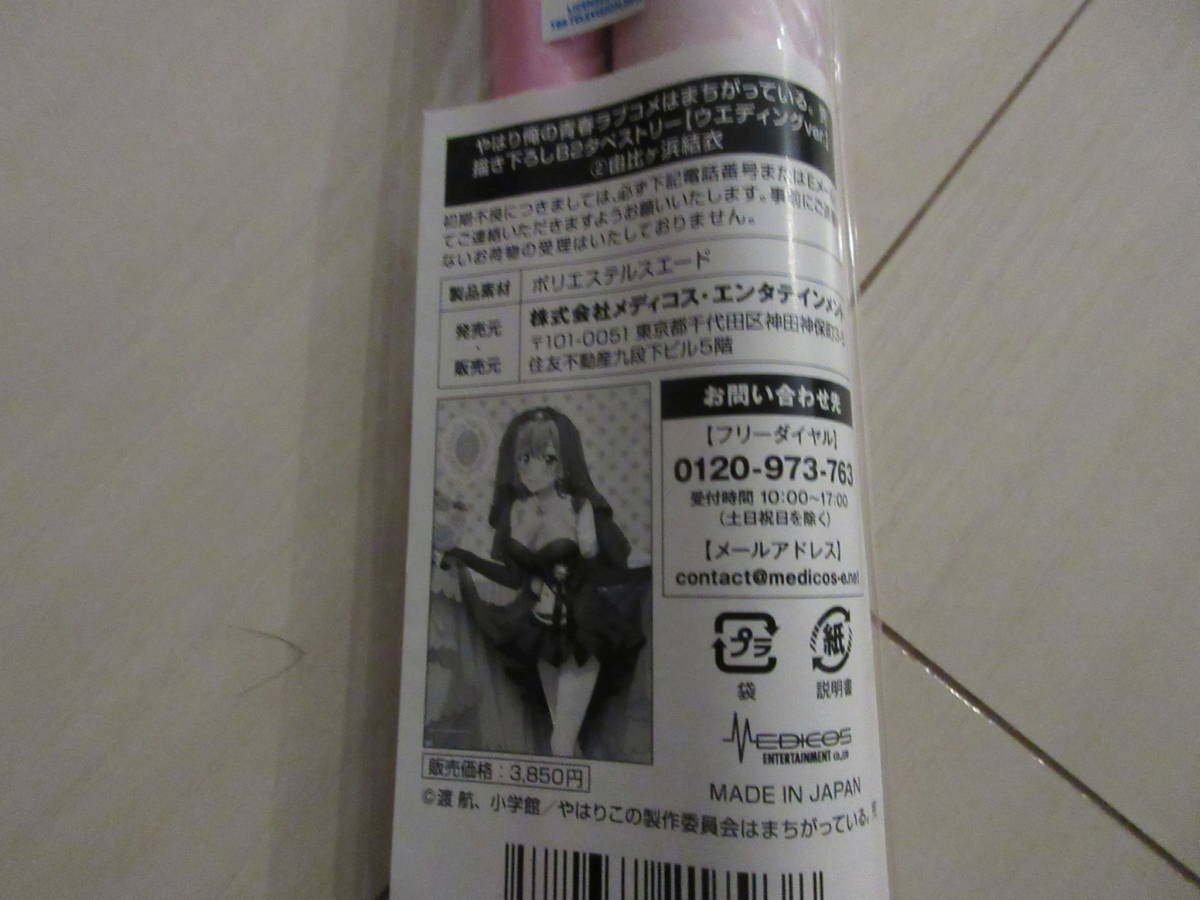 LICENSED
TBS TELEVISION
やはり俺の青春ラブコメはまちがっている。完
描き下ろしB2タペストリー【ウエディングver】
②由比ヶ浜結衣
初期不良につきましては、必ず下記電話番号またはEメール
てご連絡いただきますようお願いいたします。事前にご連絡
ないお荷物の受理はいたしておりません。
製品素材 ポリエステルスエード
発売元・販売元 株式会社メディコス・エンタテインメント
〒101-0051 東京都千代田区神田神保町3-5
住友不動産九段下ビル5階
お問い合わせ先
【フリーダイヤル】
0120-973-763
受付時間 10:00~17:00
(土日祝日を除く)
【メールアドレス】
contact@medicos-e.net
プラ 紙
袋 説明書
MEDICOS
ENTERTAINMENT CO.,LTD
販売価格:3,850円
MADE IN JAPAN
©渡 航、小学館/やはりこの製作委員会はまちがっている。完